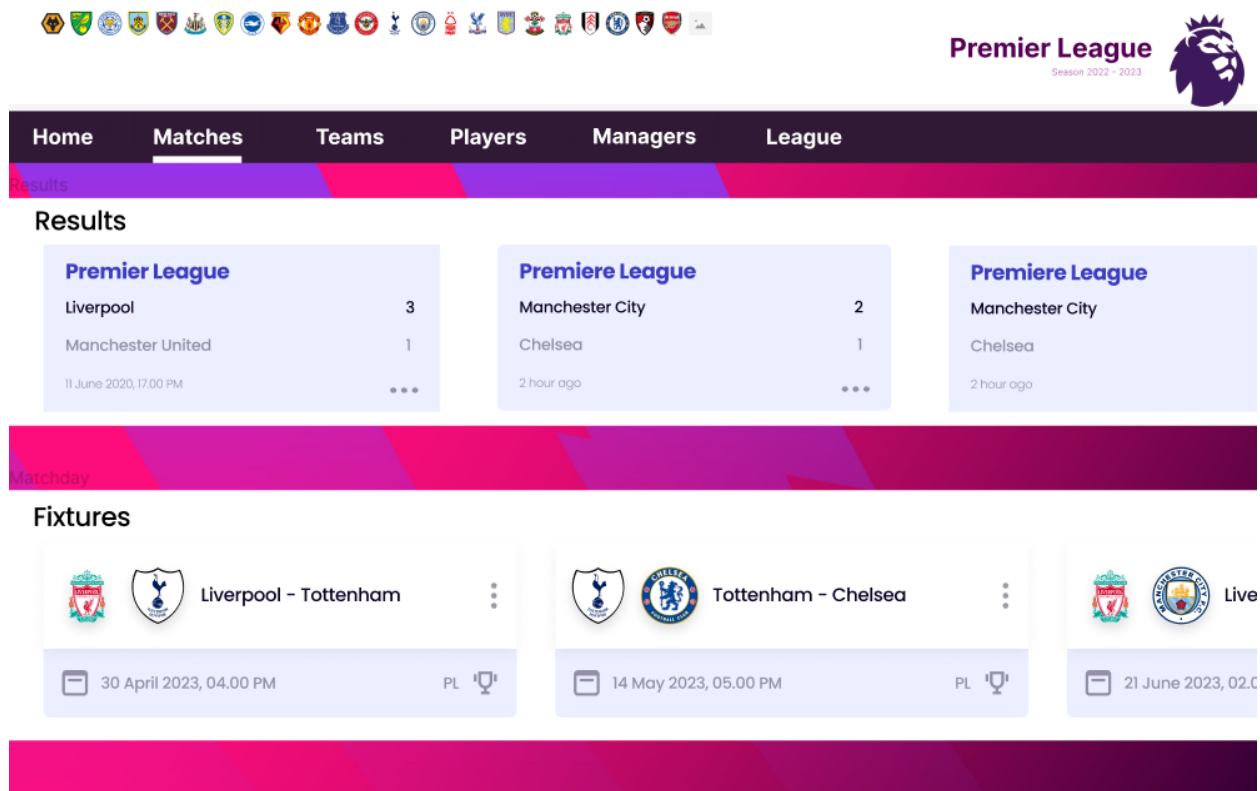 Premier League
Season 2022 - 2023
Home Matches Teams Players Managers League
Results
Results
Premier League
Liverpool 3
Manchester United 1
11 June 2020, 17.00 PM
Premiere League
Manchester City 2
Chelsea 1
2 hour ago
Premiere League
Manchester City
Chelsea
2 hour ago
Matchday
Fixtures
Liverpool - Tottenham
30 April 2023, 04.00 PM PL
Tottenham - Chelsea
14 May 2023, 05.00 PM PL
Live
21 June 2023, 02.0